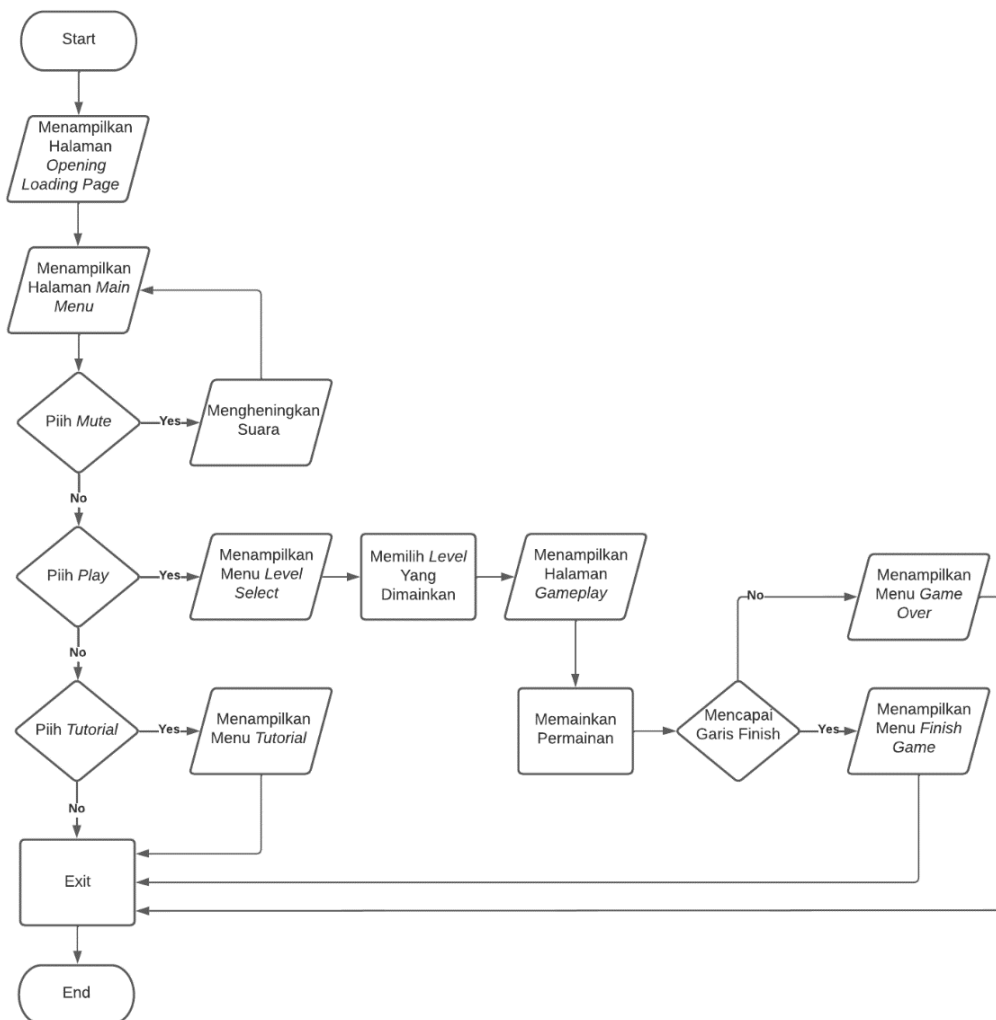 Start
Menampilkan
Halaman
Opening
Loading Page
Menampilkan
Halaman Main
Menu
Piih Mute
Yes
Mengheningkan
Suara
No
Piih Play
Yes
Menampilkan
Menu Level
Select
Memilih Level
Yang
Dimainkan
Menampilkan
Halaman
Gameplay
No
Menampilkan
Menu Game
Over
No
Piih Tutorial
Yes
Menampilkan
Menu Tutorial
Memainkan
Permainan
Mencapai
Garis Finish
Yes
Menampilkan
Menu Finish
Game
No
Exit
End